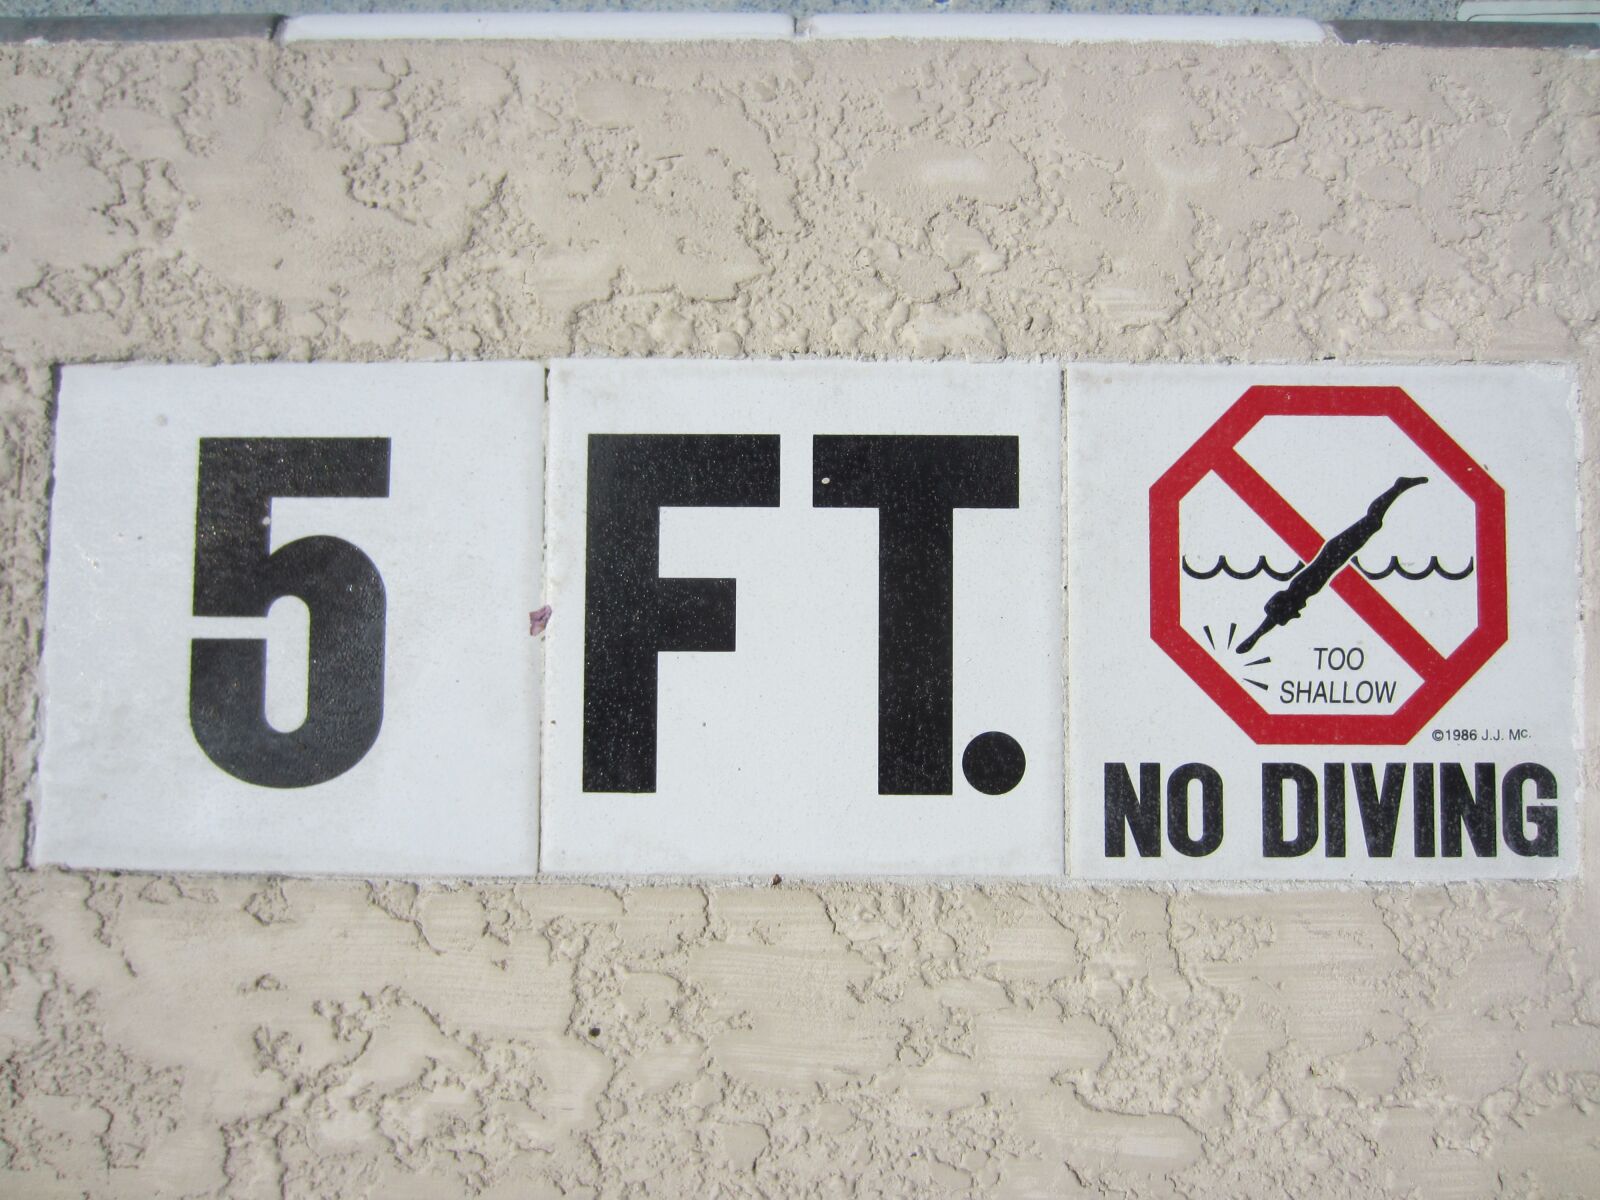 5 FT.
TOO
SHALLOW
©1986 J.J. Mc.
NO DIVING